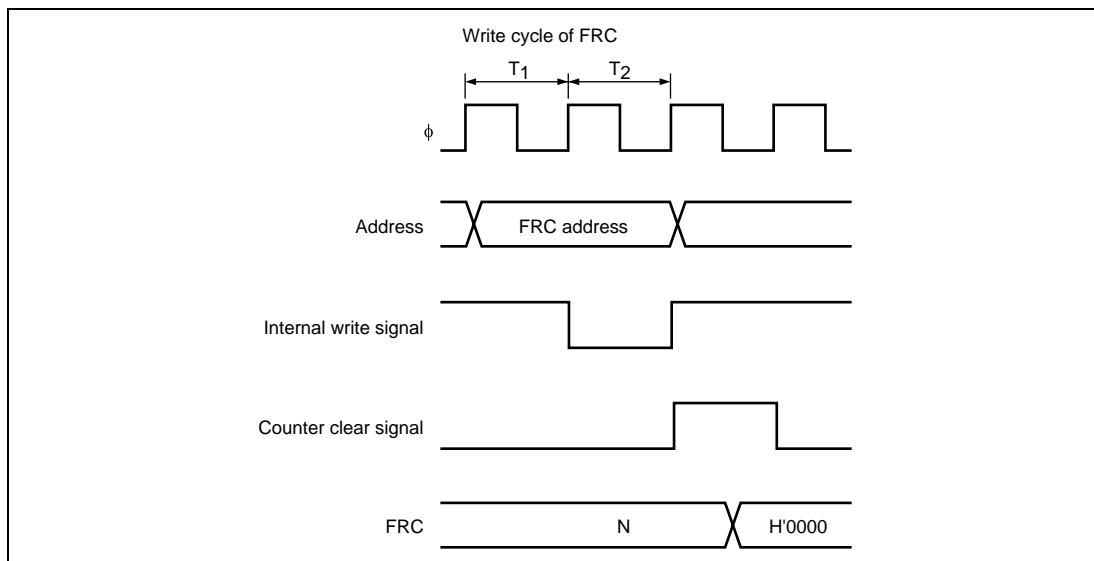 Write cycle of FRC
T1 T2
ϕ
Address FRC address
Internal write signal
Counter clear signal
FRC N H'0000